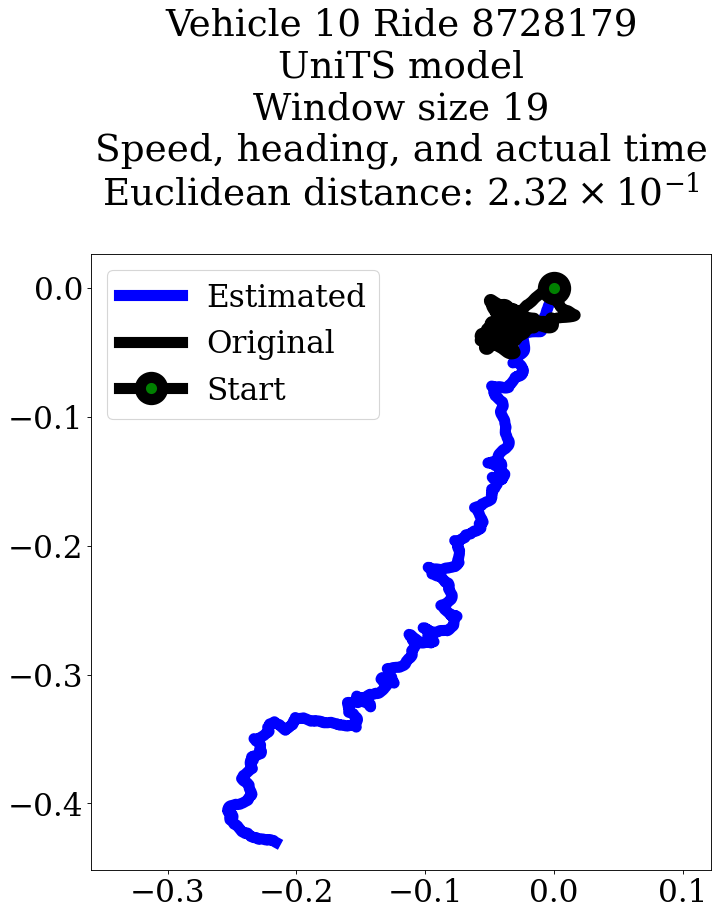 Vehicle 10 Ride 8728179
UniTS model
Window size 19
Speed, heading, and actual time
Euclidean distance: 2.32 × 10⁻¹
Estimated
Original
Start
0.0
−0.1
−0.2
−0.3
−0.4
−0.3 −0.2 −0.1 0.0 0.1